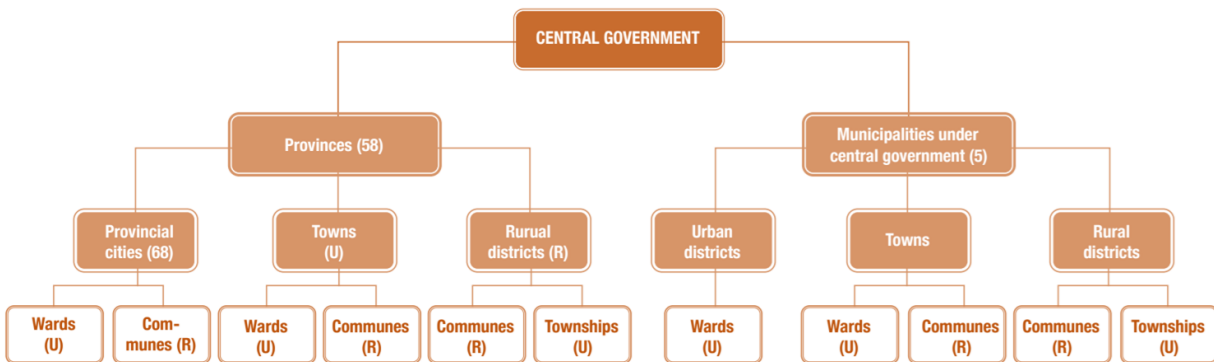 CENTRAL GOVERNMENT
Provinces (58)
Municipalities under
central government (5)
Provincial
cities (68)
Towns
(U)
Rurual
districts (R)
Urban
districts
Towns
Rural
districts
Wards
(U)
Com-
munes (R)
Wards
(U)
Communes
(R)
Communes
(R)
Townships
(U)
Wards
(U)
Wards
(U)
Communes
(R)
Communes
(R)
Townships
(U)